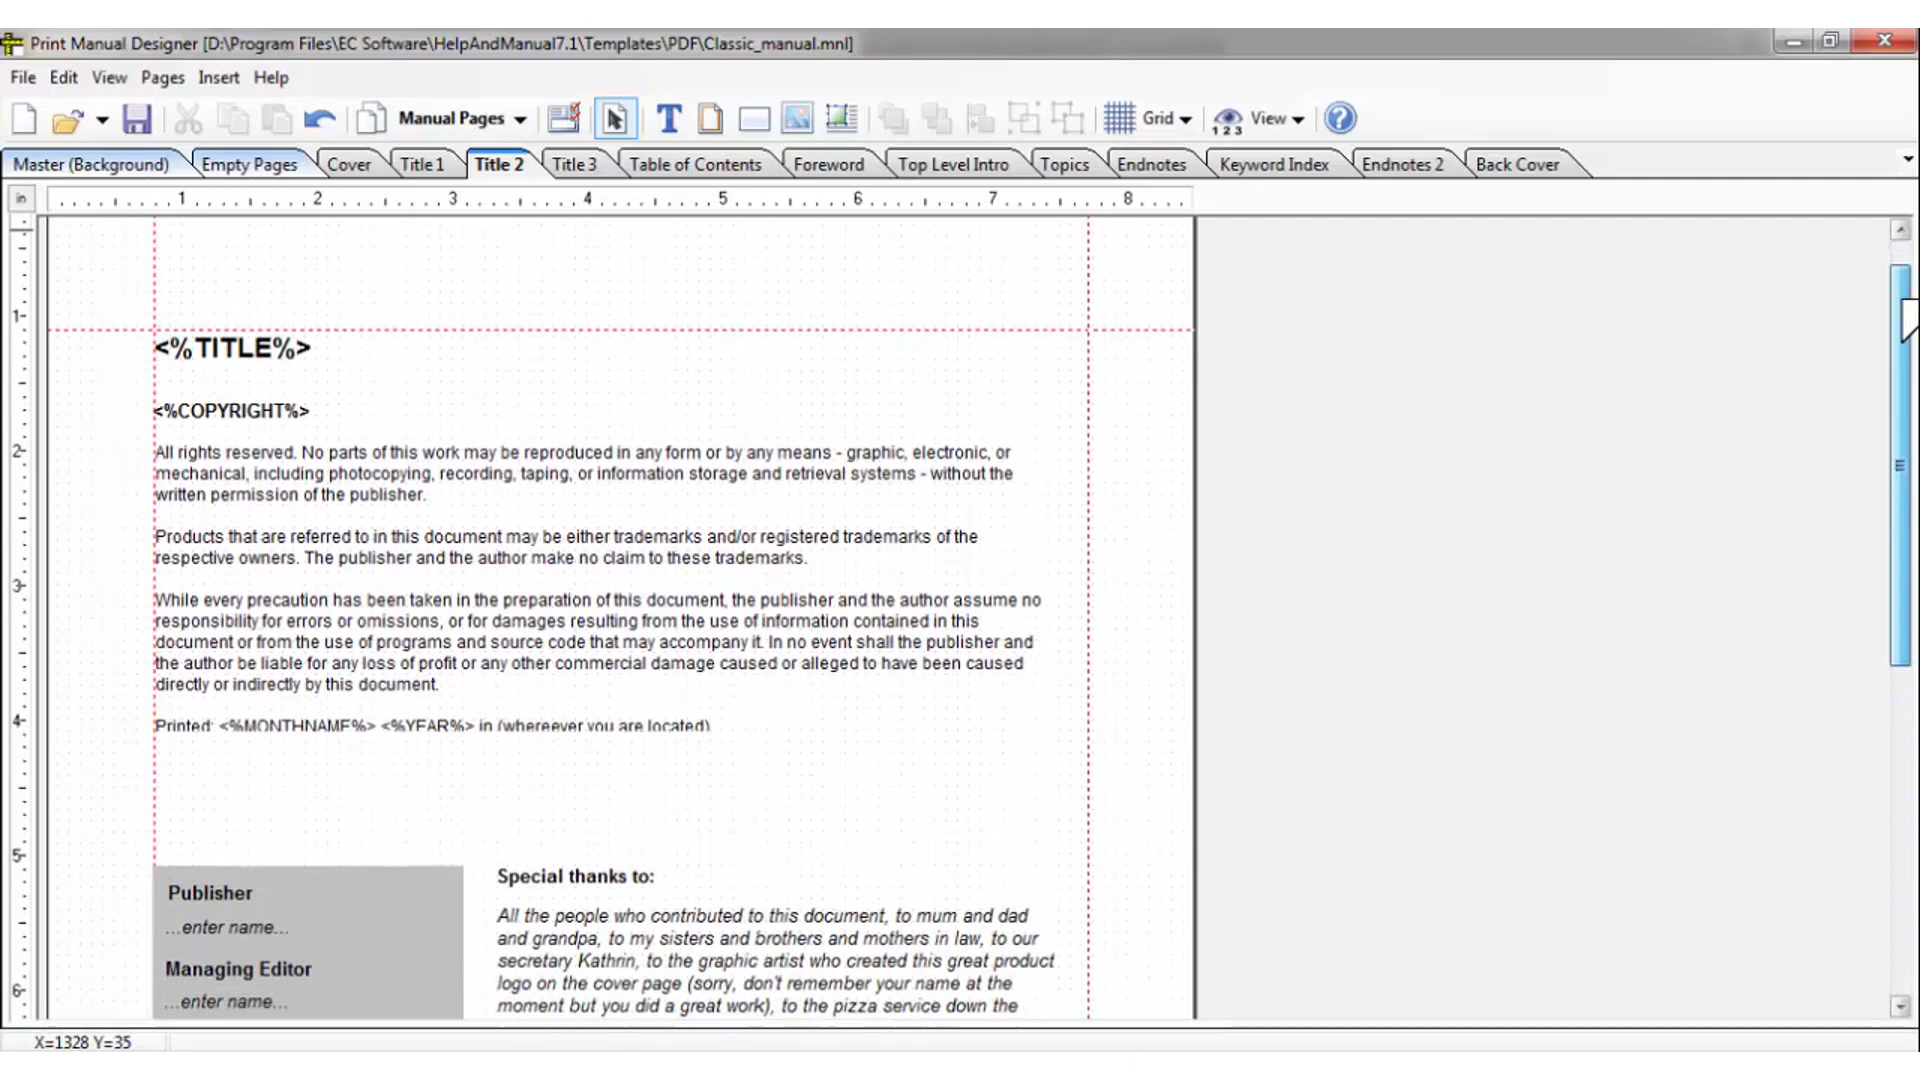 Print Manual Designer [D:\Program Files\EC Software\HelpAndManual7.1\Templates\PDF\Classic_manual.mnl]
File Edit View Pages Insert Help
Manual Pages T Grid 1 2 3 View ?
Master (Background) Empty Pages Cover Title 1 Title 2 Title 3 Table of Contents Foreword Top Level Intro Topics Endnotes Keyword Index Endnotes 2 Back Cover
in 1 2 3 4 5 6 7 8
1
<%TITLE%>
<%COPYRIGHT%>
2
All rights reserved. No parts of this work may be reproduced in any form or by any means - graphic, electronic, or
mechanical, including photocopying, recording, taping, or information storage and retrieval systems - without the
written permission of the publisher.
Products that are referred to in this document may be either trademarks and/or registered trademarks of the
respective owners. The publisher and the author make no claim to these trademarks.
3
While every precaution has been taken in the preparation of this document, the publisher and the author assume no
responsibility for errors or omissions, or for damages resulting from the use of information contained in this
document or from the use of programs and source code that may accompany it. In no event shall the publisher and
the author be liable for any loss of profit or any other commercial damage caused or alleged to have been caused
directly or indirectly by this document.
4
Printed: <%MONTHNAME%> <%YEAR%> in (whereever you are located)
5
Publisher
...enter name...
Managing Editor
6
...enter name...
Special thanks to:
All the people who contributed to this document, to mum and dad
and grandpa, to my sisters and brothers and mothers in law, to our
secretary Kathrin, to the graphic artist who created this great product
logo on the cover page (sorry, don't remember your name at the
moment but you did a great work), to the pizza service down the
X=1328 Y=35